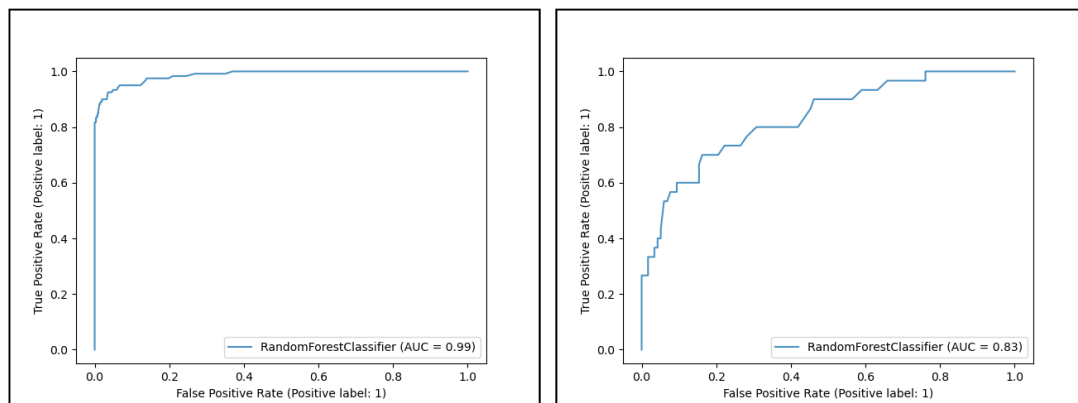 1.0
0.8
0.6
0.4
0.2
0.0
True Positive Rate (Positive label: 1)
RandomForestClassifier (AUC = 0.99)
0.0 0.2 0.4 0.6 0.8 1.0
False Positive Rate (Positive label: 1)
1.0
0.8
0.6
0.4
0.2
0.0
True Positive Rate (Positive label: 1)
RandomForestClassifier (AUC = 0.83)
0.0 0.2 0.4 0.6 0.8 1.0
False Positive Rate (Positive label: 1)